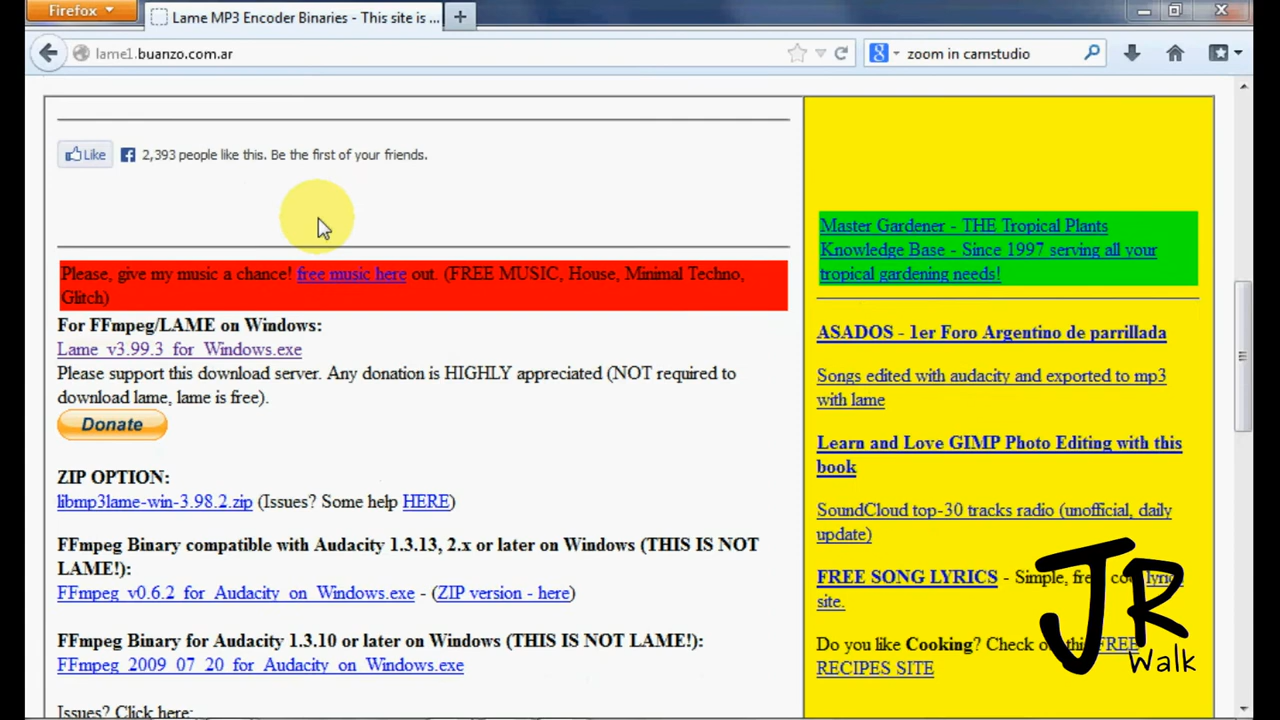 Firefox
Lame MP3 Encoder Binaries - This site is ...
lame1.buanzo.com.ar
zoom in camstudio
Like
2,393 people like this. Be the first of your friends.
Please, give my music a chance! free music here out. (FREE MUSIC, House, Minimal Techno,
Glitch)
For FFmpeg/LAME on Windows:
Lame_v3.99.3_for_Windows.exe
Please support this download server. Any donation is HIGHLY appreciated (NOT required to
download lame, lame is free).
Donate
ZIP OPTION:
libmp3lame-win-3.98.2.zip (Issues? Some help HERE)
FFmpeg Binary compatible with Audacity 1.3.13, 2.x or later on Windows (THIS IS NOT
LAME!):
FFmpeg_v0.6.2_for_Audacity_on_Windows.exe - (ZIP version - here)
FFmpeg Binary for Audacity 1.3.10 or later on Windows (THIS IS NOT LAME!):
FFmpeg_2009_07_20_for_Audacity_on_Windows.exe
Issues? Click here:
Master Gardener - THE Tropical Plants
Knowledge Base - Since 1997 serving all your
tropical gardening needs!
ASADOS - 1er Foro Argentino de parrillada
Songs edited with audacity and exported to mp3
with lame
Learn and Love GIMP Photo Editing with this
book
SoundCloud top-30 tracks radio (unofficial, daily
update)
FREE SONG LYRICS - Simple,
site.
Do you like Cooking? Check FREE
RECIPES SITE
JR
Walk